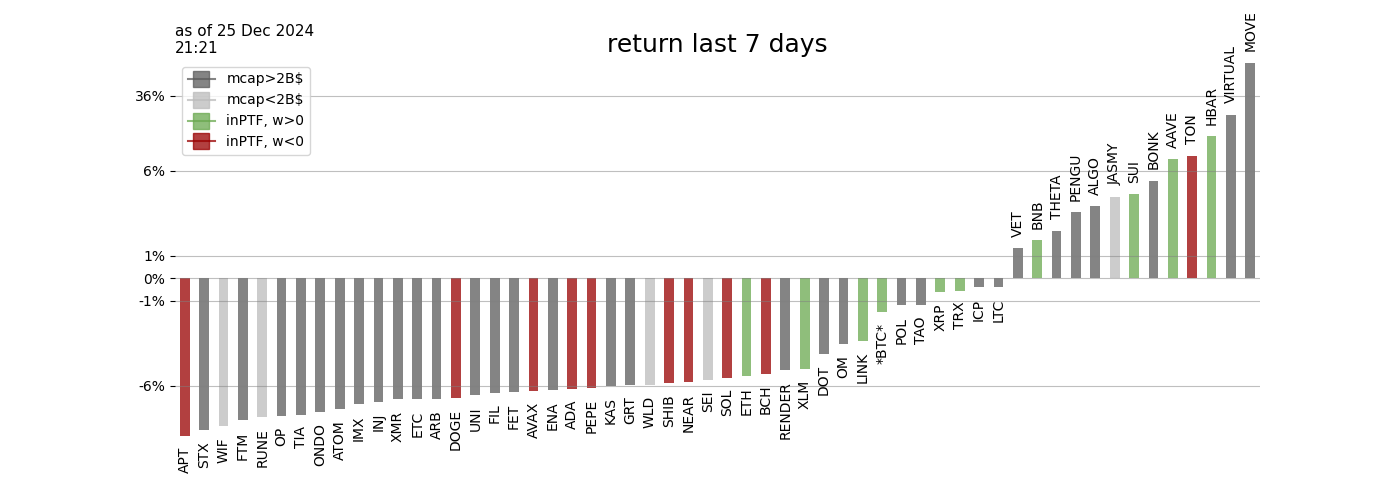 as of 25 Dec 2024
21:21
return last 7 days
mcap>2B$
mcap<2B$
inPTF, w>0
inPTF, w<0
36%
6%
1%
0%
-1%
-6%
APT
STX
WIF
FTM
RUNE
OP
TIA
ONDO
ATOM
IMX
INJ
XMR
ETC
ARB
DOGE
UNI
FIL
FET
AVAX
ENA
ADA
PEPE
KAS
GRT
WLD
SHIB
NEAR
SEI
SOL
ETH
BCH
RENDER
XLM
DOT
OM
LINK
*BTC*
POL
TAO
XRP
TRX
ICP
LTC
VET
BNB
THETA
PENGU
ALGO
JASMY
SUI
BONK
AAVE
TON
HBAR
VIRTUAL
MOVE